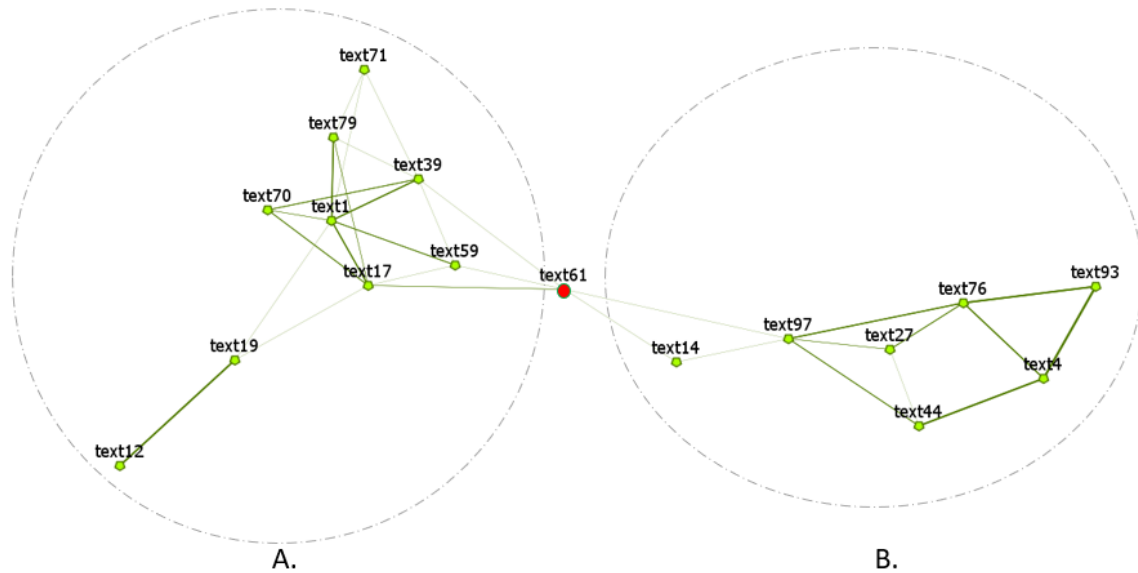 text71
text79
text39
text70
text1
text59
text17
text61
text93
text76
text97
text27
text14
text19
text4
text44
text12
A.
B.